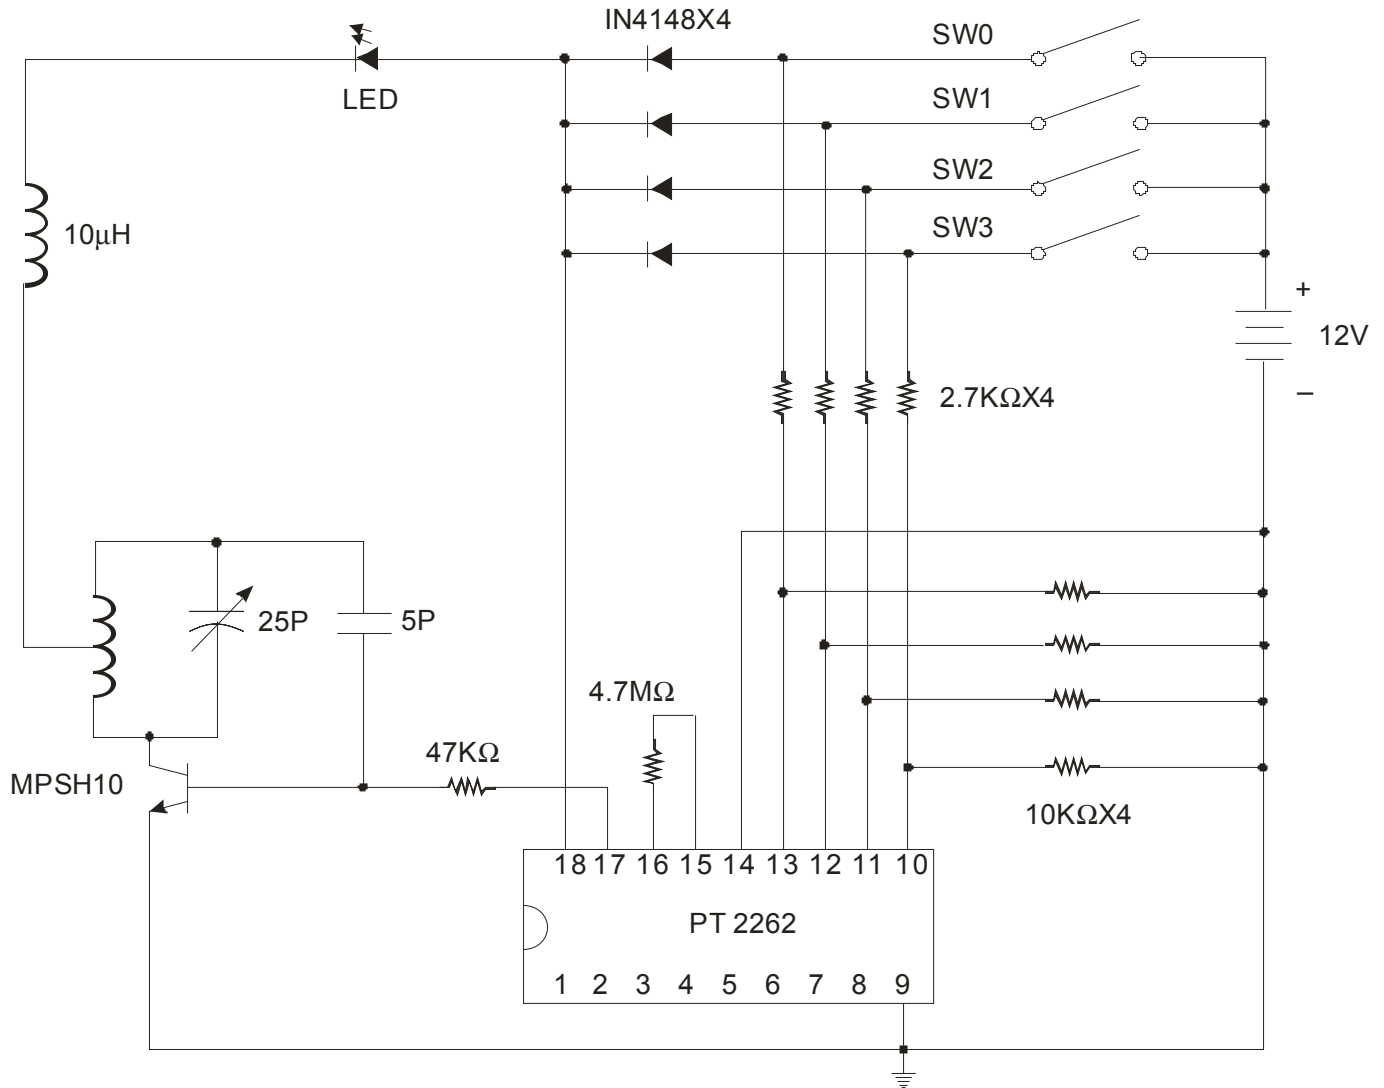 IN4148X4
SW0
LED
SW1
SW2
SW3
10μH
+
12V
2.7KΩX4
−
25P
5P
4.7MΩ
47KΩ
MPSH10
10KΩX4
18 17 16 15 14 13 12 11 10
PT 2262
1 2 3 4 5 6 7 8 9